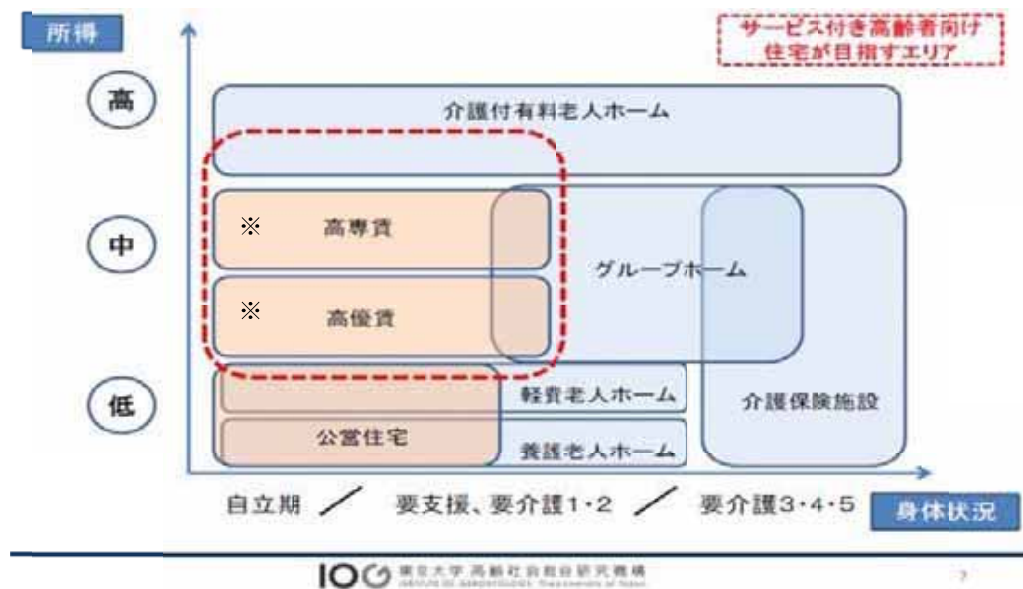 所得
サービス付き高齢者向け
住宅が目指すエリア
高
介護付有料老人ホーム
※ 高専賃
中
グループホーム
※ 高優賃
低
軽費老人ホーム
介護保険施設
公営住宅
養護老人ホーム
自立期 / 要支援、要介護1・2 / 要介護3・4・5
身体状況
IOG 東京大学 高齢社会総合研究機構
7